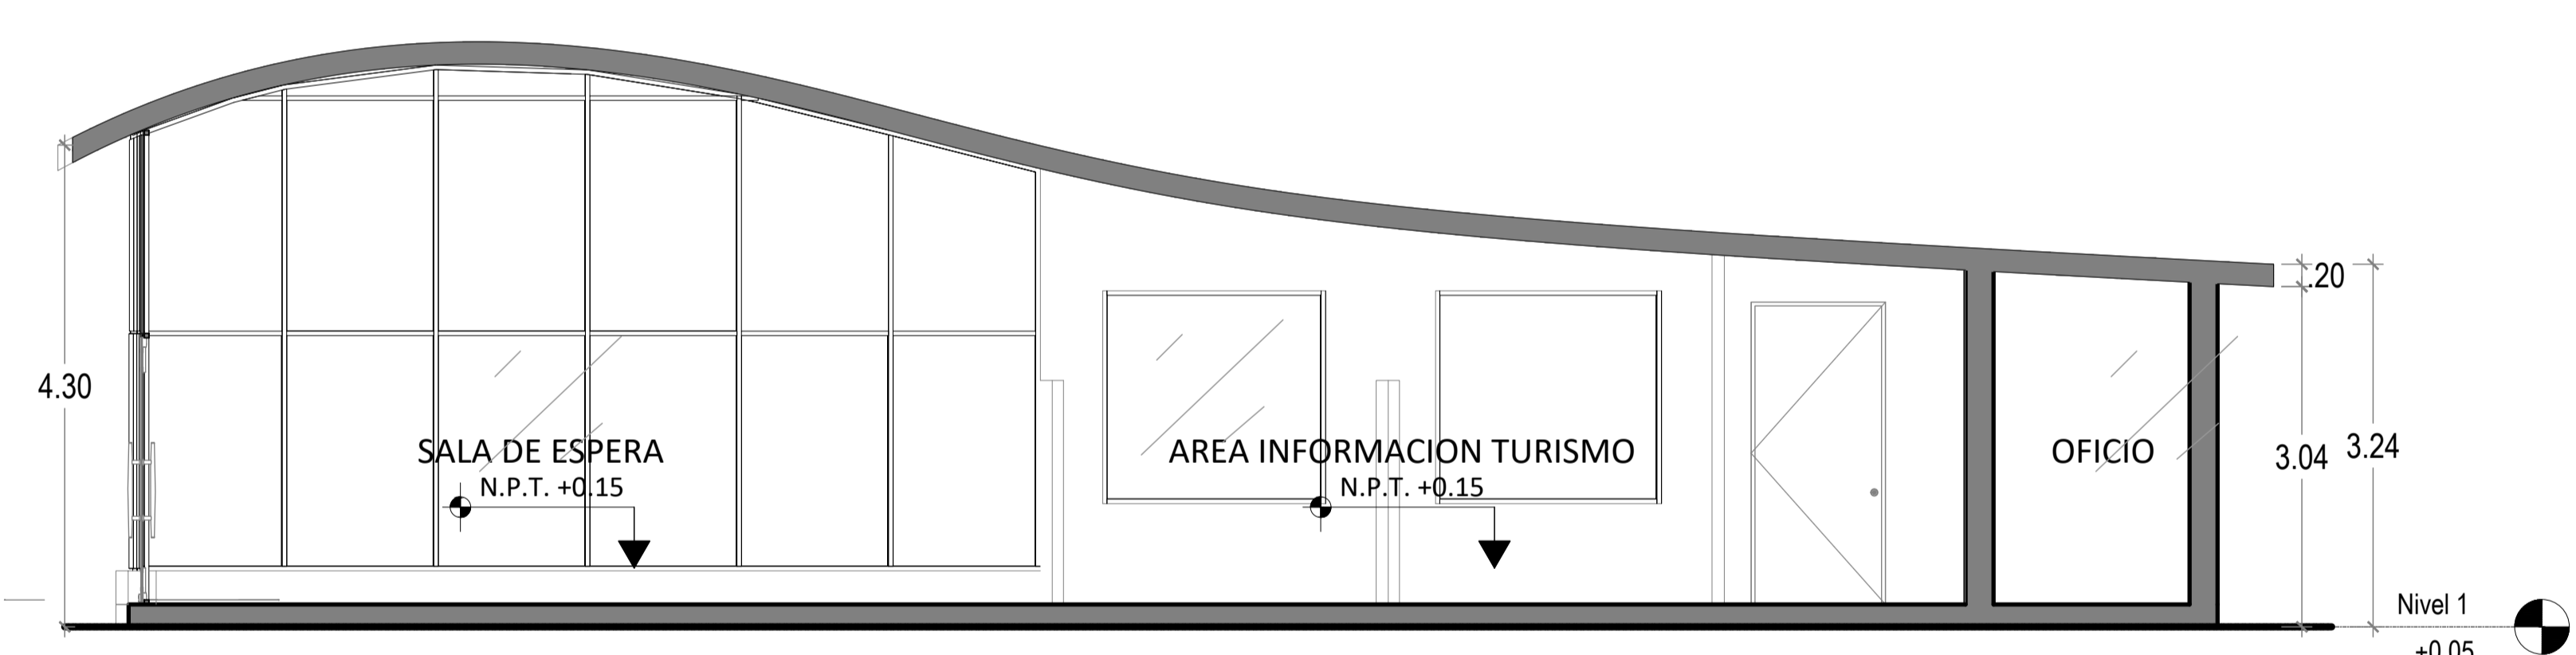 .20
4.30
SALA DE ESPERA
N.P.T. +0.15
AREA INFORMACION TURISMO
N.P.T. +0.15
OFICIO
3.04
3.24
Nivel 1
+0.05